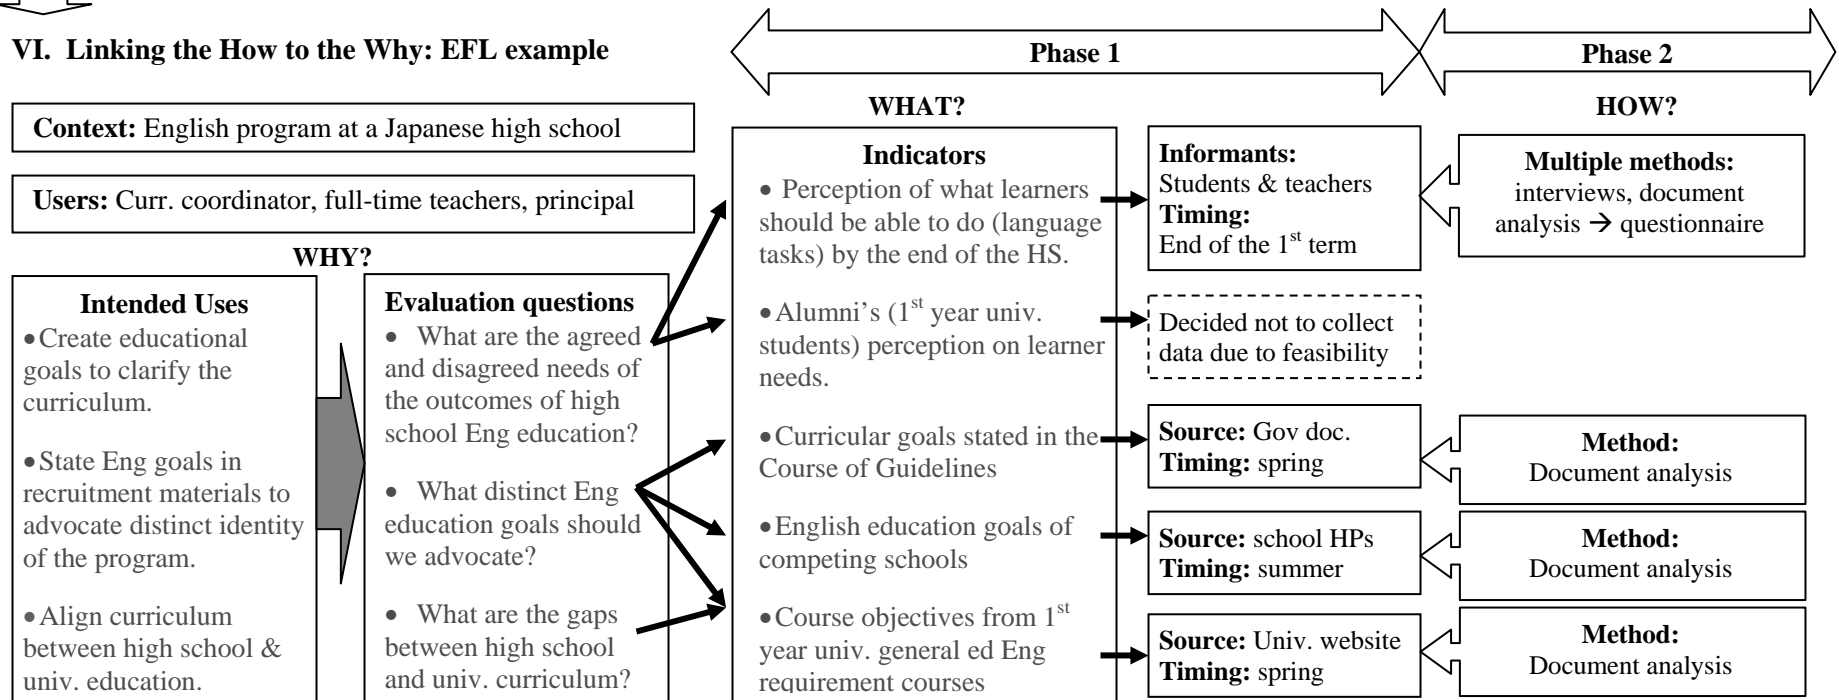 VI. Linking the How to the Why: EFL example
Phase 1
Phase 2
Context: English program at a Japanese high school
Users: Curr. coordinator, full-time teachers, principal
WHY?
Intended Uses
• Create educational
goals to clarify the
curriculum.
• State Eng goals in
recruitment materials to
advocate distinct identity
of the program.
• Align curriculum
between high school &
univ. education.
Evaluation questions
• What are the agreed
and disagreed needs of
the outcomes of high
school Eng education?
• What distinct Eng
education goals should
we advocate?
• What are the gaps
between high school
and univ. curriculum?
WHAT?
Indicators
• Perception of what learners
should be able to do (language
tasks) by the end of the HS.
• Alumni's (1st year univ.
students) perception on learner
needs.
• Curricular goals stated in the
Course of Guidelines
• English education goals of
competing schools
• Course objectives from 1st
year univ. general ed Eng
requirement courses
Informants:
Students & teachers
Timing:
End of the 1st term
Decided not to collect
data due to feasibility
Source: Gov doc.
Timing: spring
Source: school HPs
Timing: summer
Source: Univ. website
Timing: spring
HOW?
Multiple methods:
interviews, document
analysis → questionnaire
Method:
Document analysis
Method:
Document analysis
Method:
Document analysis